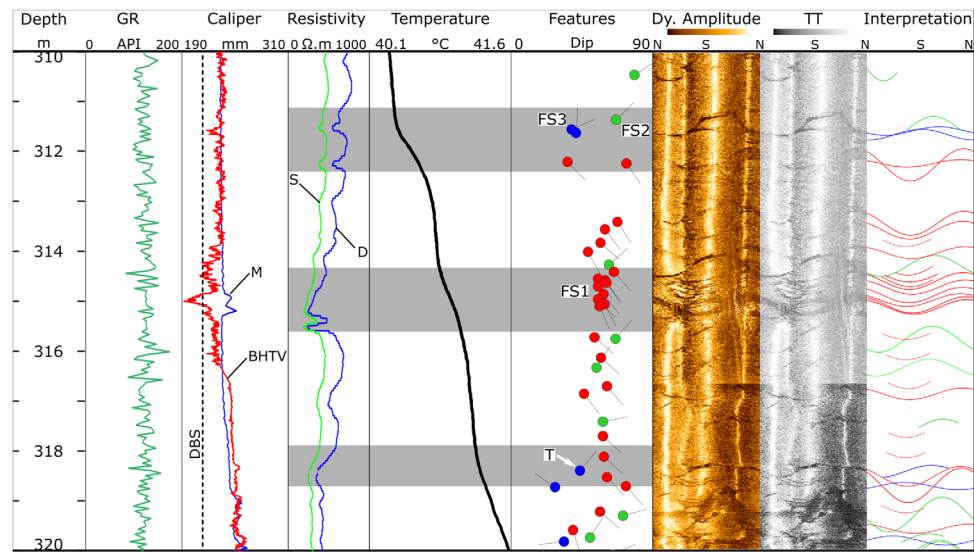 Depth GR Caliper Resistivity Temperature Features Dy. Amplitude TT Interpretation
m 0 API 200 190 mm 310 0 Ω.m 1000 40.1 ºC 41.6 0 Dip 90 N S N S N N S N
310
FS3 FS2
312
S
D
314
M
FS1
316
BHTV
DBS
318
T
320